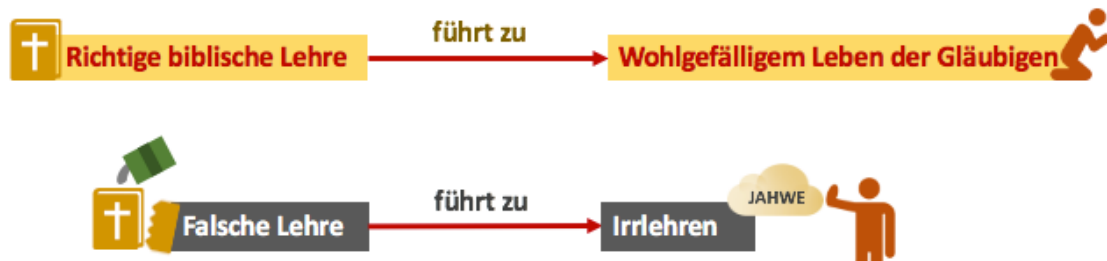 führt zu
Richtige biblische Lehre
Wohlgefälligem Leben der Gläubigen
führt zu
JAHWE
Falsche Lehre
Irrlehren